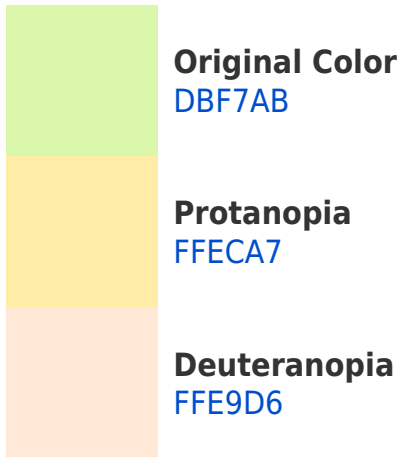 Original Color
DBF7AB
Protanopia
FFECA7
Deuteranopia
FFE9D6